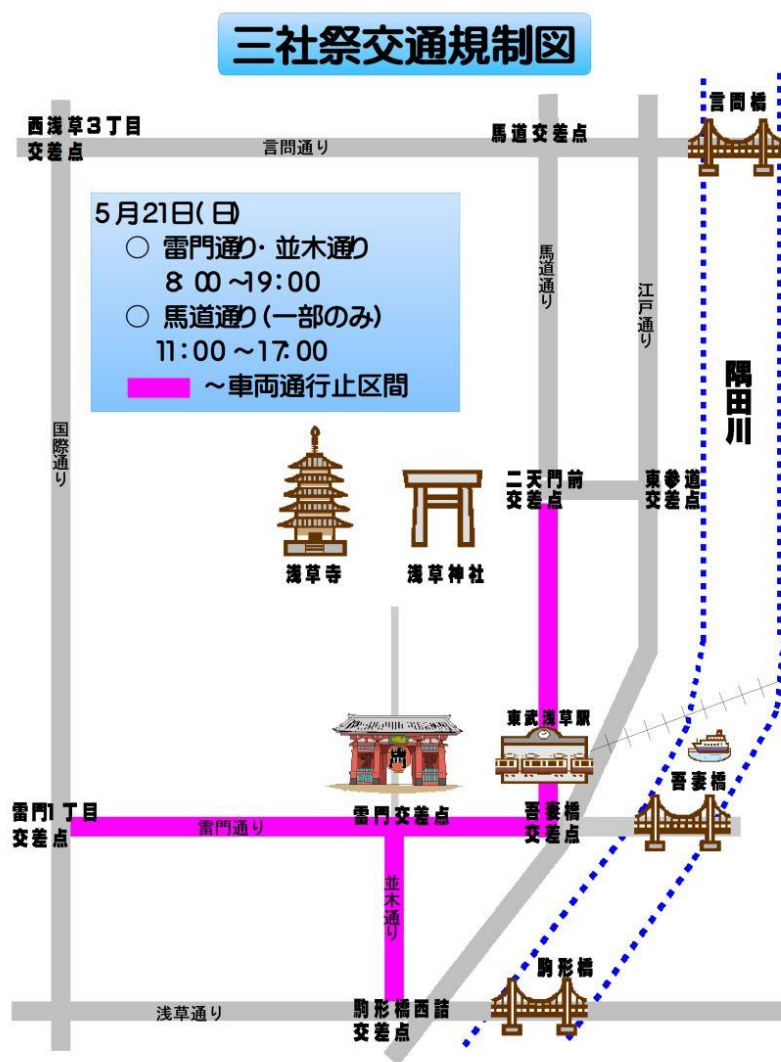 三社祭交通規制図
言問橋
西浅草3丁目
交差点
言問通り
馬道交差点
5月21日(日)
○ 雷門通り・並木通り
8:00~19:00
○ 馬道通り(一部のみ)
11:00~17:00
~車両通行止区間
馬道通り
江戸通り
隅田川
国際通り
二天門前
交差点
東参道
交差点
浅草寺
浅草神社
東武浅草駅
吾妻橋
雷門1丁目
交差点
雷門通り
雷門交差点
吾妻橋
交差点
並木通り
駒形橋
浅草通り
駒形橋西詰
交差点